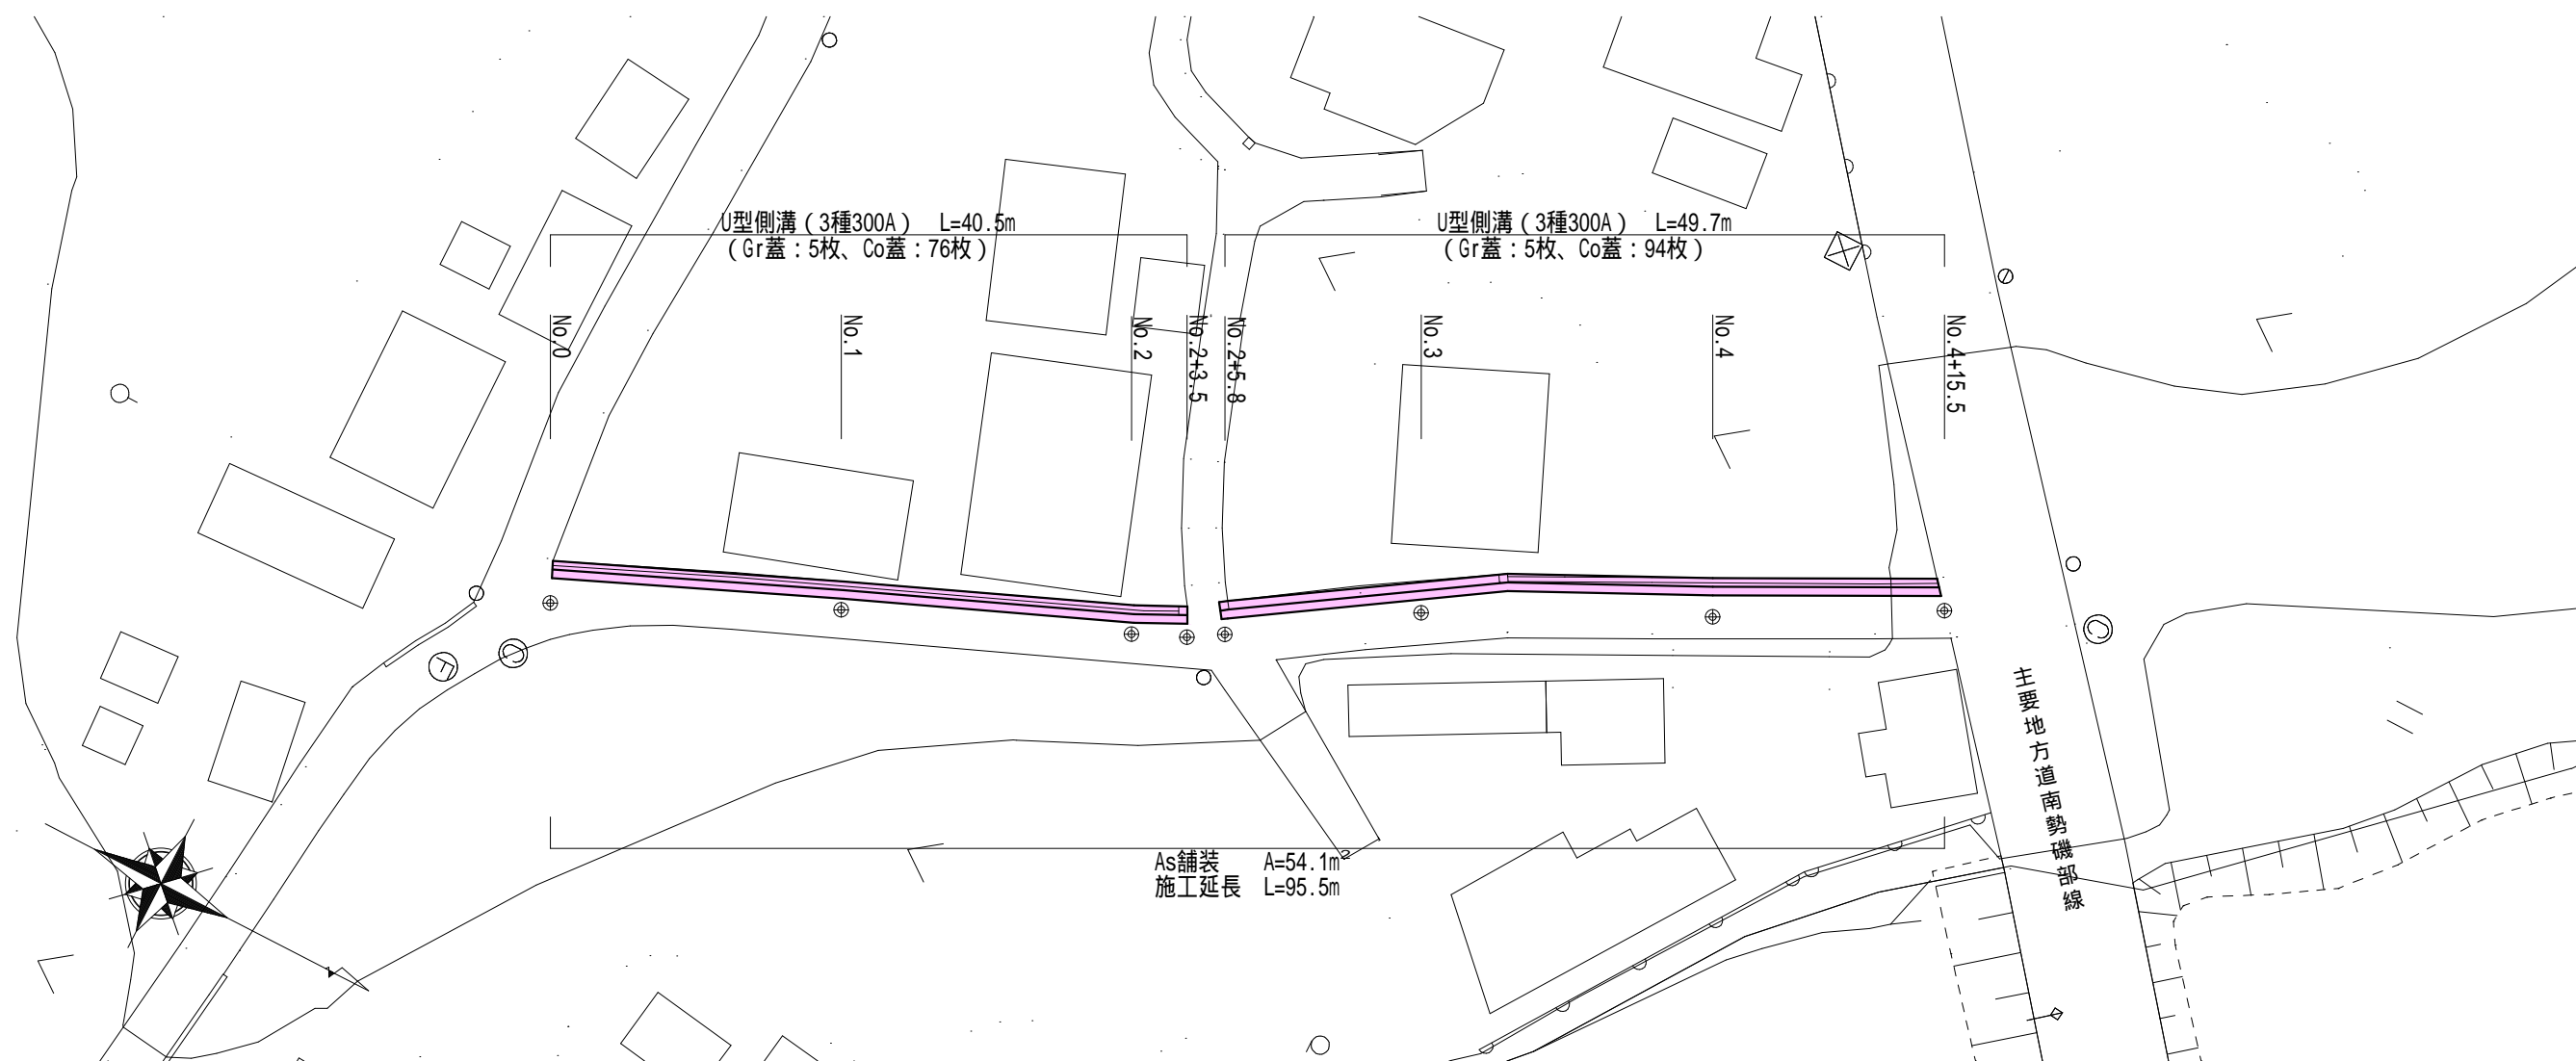 U型側溝（3種300A） L=40.5m
（Gr蓋：5枚、Co蓋：76枚）
U型側溝（3種300A） L=49.7m
（Gr蓋：5枚、Co蓋：94枚）
No.0
No.1
No.2
No.2+3.5
No.2+5.8
No.3
No.4
No.4+15.5
主要地方道南勢磯部線
As舗装 A=54.1m²
施工延長 L=95.5m